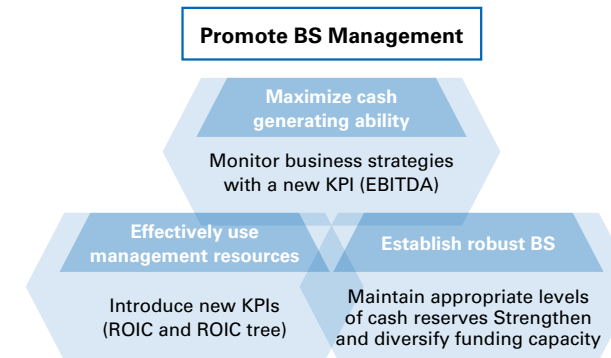 Promote BS Management
Maximize cash
generating ability
Monitor business strategies
with a new KPI (EBITDA)
Effectively use
management resources
Introduce new KPIs
(ROIC and ROIC tree)
Establish robust BS
Maintain appropriate levels
of cash reserves Strengthen
and diversify funding capacity